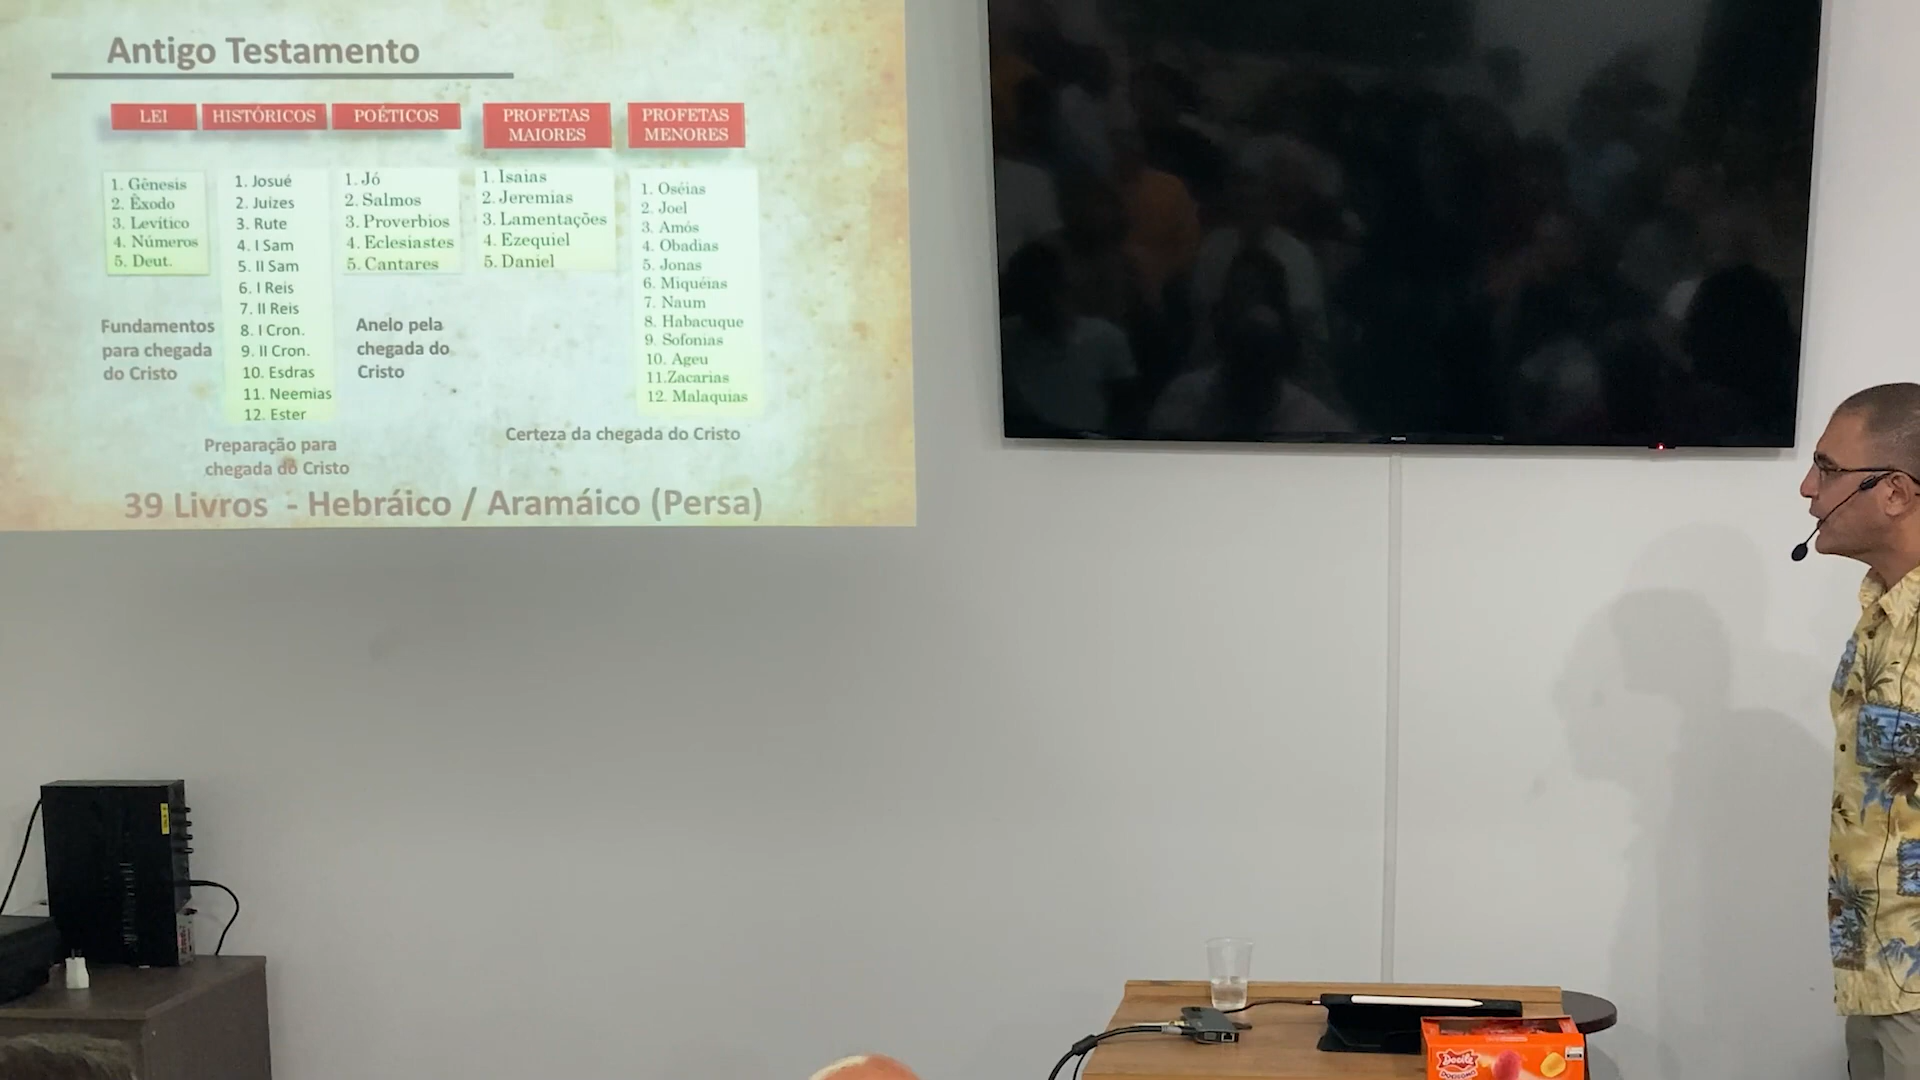 Antigo Testamento
LEI
HISTÓRICOS
POÉTICOS
PROFETAS
MAIORES
PROFETAS
MENORES
1. Gênesis
2. Êxodo
3. Levítico
4. Números
5. Deut.
Fundamentos
para chegada
do Cristo
1. Josué
2. Juizes
3. Rute
4. I Sam
5. II Sam
6. I Reis
7. II Reis
8. I Cron.
9. II Cron.
10. Esdras
11. Neemias
12. Ester
Preparação para
chegada do Cristo
1. Jó
2. Salmos
3. Proverbios
4. Eclesiastes
5. Cantares
Anelo pela
chegada do
Cristo
1. Isaias
2. Jeremias
3. Lamentações
4. Ezequiel
5. Daniel
1. Oséias
2. Joel
3. Amós
4. Obadias
5. Jonas
6. Miquéias
7. Naum
8. Habacuque
9. Sofonias
10. Ageu
11.Zacarias
12. Malaquias
Certeza da chegada do Cristo
39 Livros - Hebráico / Aramáico (Persa)
PHILIPS
Docile